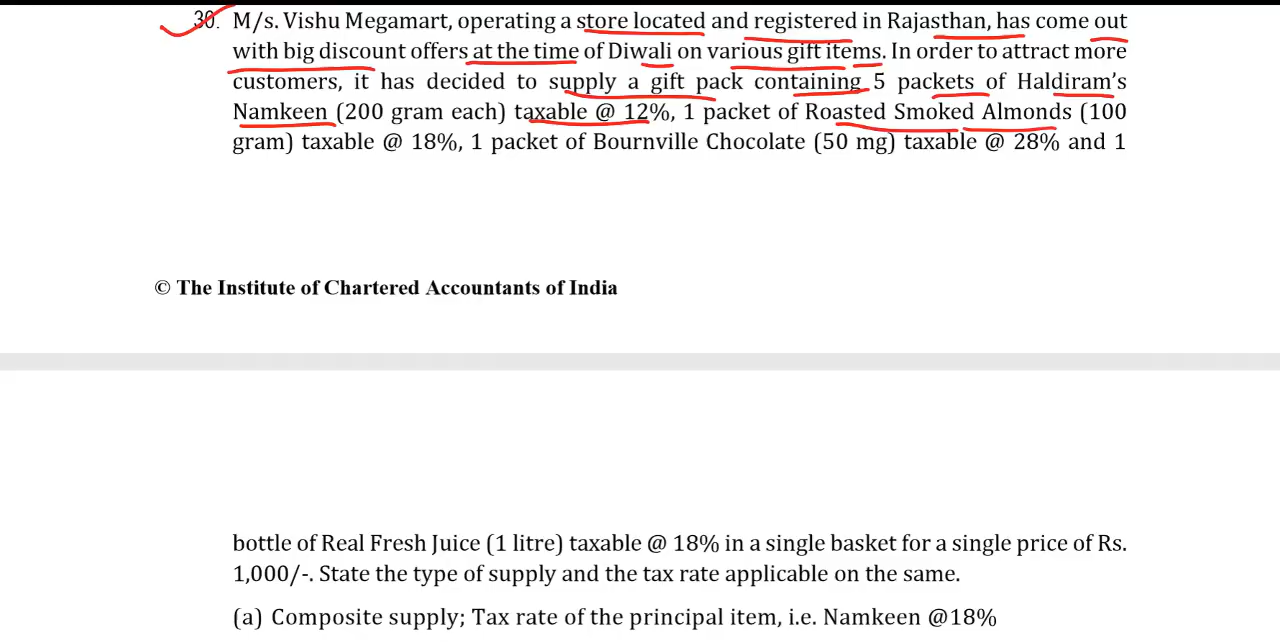 30. M/s. Vishu Megamart, operating a store located and registered in Rajasthan, has come out
with big discount offers at the time of Diwali on various gift items. In order to attract more
customers, it has decided to supply a gift pack containing 5 packets of Haldiram’s
Namkeen (200 gram each) taxable @ 12%, 1 packet of Roasted Smoked Almonds (100
gram) taxable @ 18%, 1 packet of Bournville Chocolate (50 mg) taxable @ 28% and 1
© The Institute of Chartered Accountants of India
bottle of Real Fresh Juice (1 litre) taxable @ 18% in a single basket for a single price of Rs.
1,000/-. State the type of supply and the tax rate applicable on the same.
(a) Composite supply; Tax rate of the principal item, i.e. Namkeen @18%